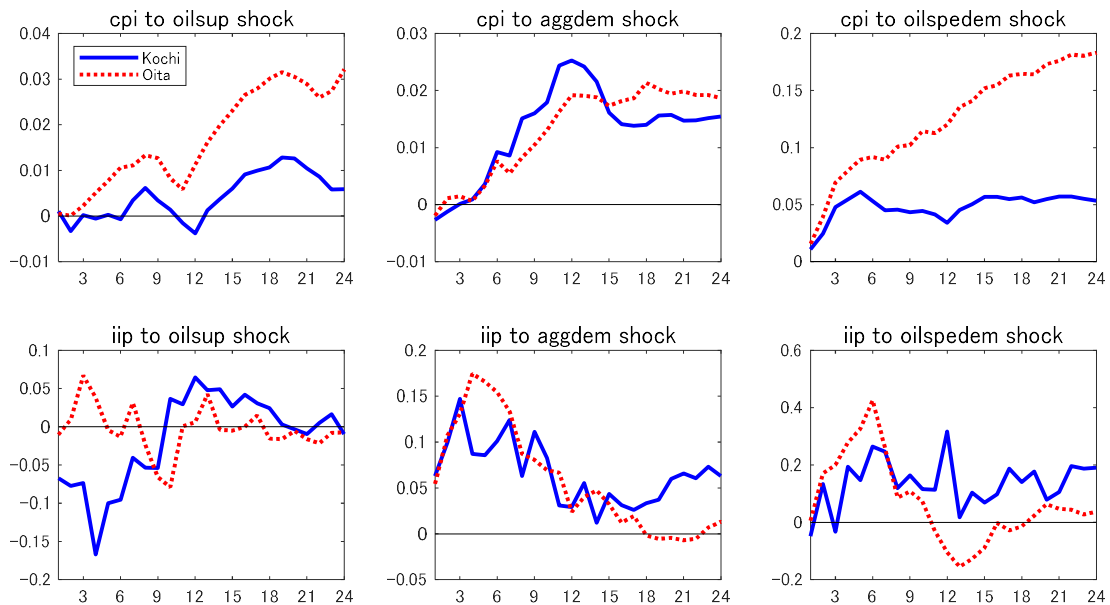 cpi to oilsup shock
0.04
0.03
0.02
0.01
0
−0.01
3 6 9 12 15 18 21 24
Kochi
Oita
cpi to aggdem shock
0.03
0.02
0.01
0
−0.01
3 6 9 12 15 18 21 24
cpi to oilspedem shock
0.2
0.15
0.1
0.05
0
3 6 9 12 15 18 21 24
iip to oilsup shock
0.1
0.05
0
−0.05
−0.1
−0.15
−0.2
3 6 9 12 15 18 21 24
iip to aggdem shock
0.2
0.15
0.1
0.05
0
−0.05
3 6 9 12 15 18 21 24
iip to oilspedem shock
0.6
0.4
0.2
0
−0.2
3 6 9 12 15 18 21 24